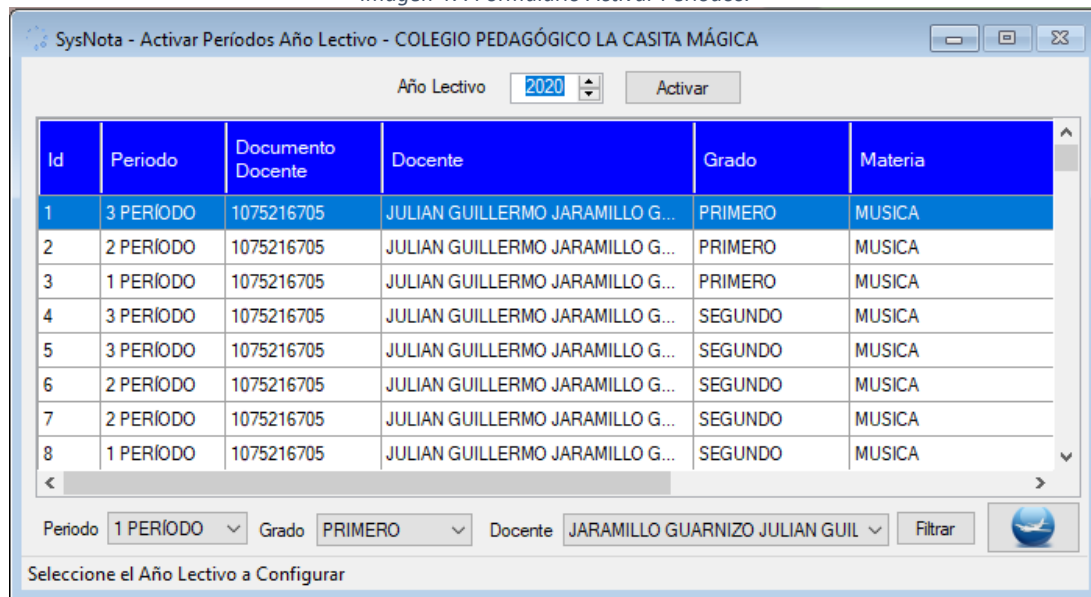 SysNota - Activar Períodos Año Lectivo - COLEGIO PEDAGÓGICO LA CASITA MÁGICA
Año Lectivo 2020 Activar
Id Periodo Documento Docente Docente Grado Materia
1 3 PERÍODO 1075216705 JULIAN GUILLERMO JARAMILLO G... PRIMERO MUSICA
2 2 PERÍODO 1075216705 JULIAN GUILLERMO JARAMILLO G... PRIMERO MUSICA
3 1 PERÍODO 1075216705 JULIAN GUILLERMO JARAMILLO G... PRIMERO MUSICA
4 3 PERÍODO 1075216705 JULIAN GUILLERMO JARAMILLO G... SEGUNDO MUSICA
5 3 PERÍODO 1075216705 JULIAN GUILLERMO JARAMILLO G... SEGUNDO MUSICA
6 2 PERÍODO 1075216705 JULIAN GUILLERMO JARAMILLO G... SEGUNDO MUSICA
7 2 PERÍODO 1075216705 JULIAN GUILLERMO JARAMILLO G... SEGUNDO MUSICA
8 1 PERÍODO 1075216705 JULIAN GUILLERMO JARAMILLO G... SEGUNDO MUSICA
Periodo 1 PERÍODO Grado PRIMERO Docente JARAMILLO GUARNIZO JULIAN GUIL Filtrar
Seleccione el Año Lectivo a Configurar